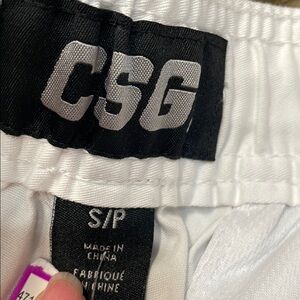 CSG
S/P
MADE IN
CHINA
FABRIQUÉ
EN CHINE